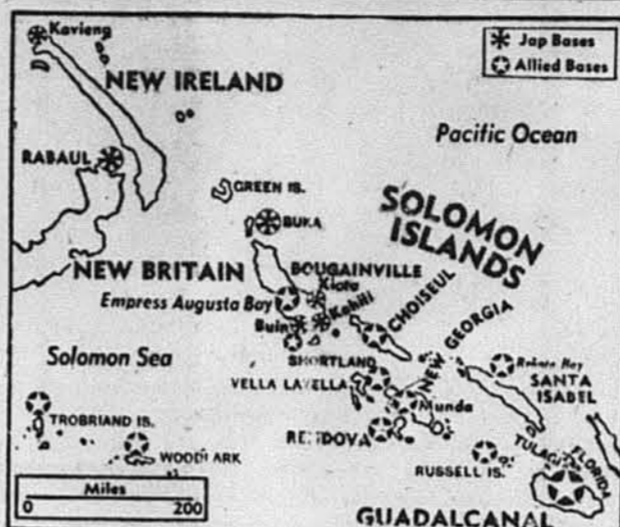 Kavieng
Jap Bases
Allied Bases
NEW IRELAND
Pacific Ocean
RABAUL
GREEN IS.
SOLOMON
ISLANDS
BUKA
NEW BRITAIN
BOUGAINVILLE
Kieta
Empress Augusta Bay
Kahili
CHOISEUL
Buin
NEW GEORGIA
Solomon Sea
SHORTLAND
Rekata Bay
VELLA LAVELLA
SANTA
ISABEL
Munda
TROBRIAND IS.
RENDOVA
TULAGI
FLORIDA
WOODLARK
RUSSELL IS.
Miles
0 200
GUADALCANAL